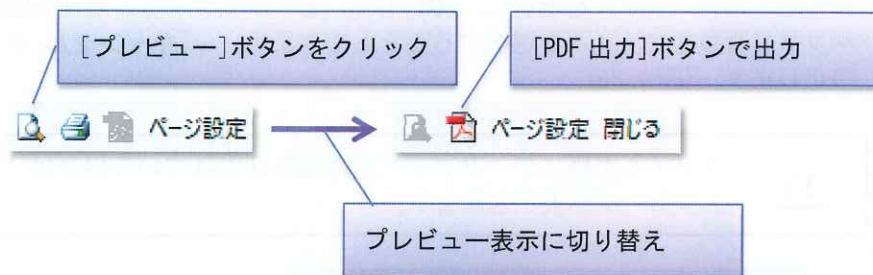 [プレビュー]ボタンをクリック
[PDF 出力]ボタンで出力
ページ設定
ページ設定 閉じる
プレビュー表示に切り替え